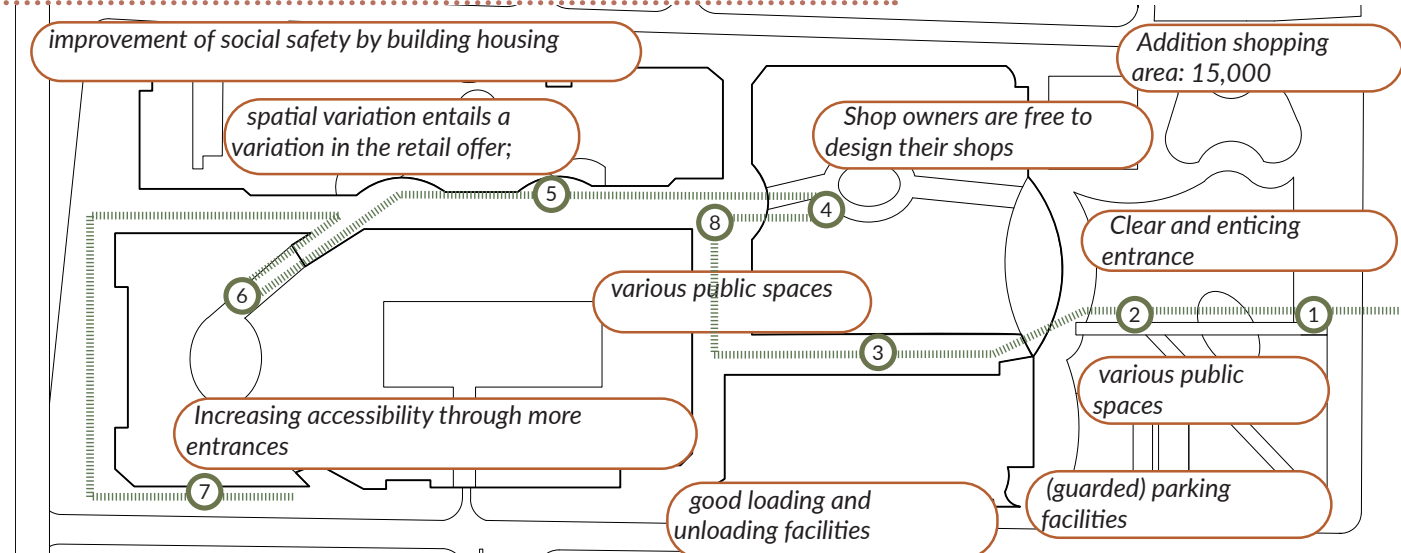 improvement of social safety by building housing
Addition shopping
area: 15,000
spatial variation entails a
variation in the retail offer;
Shop owners are free to
design their shops
5
4
8
Clear and enticing
entrance
6
various public spaces
2
1
3
various public
spaces
Increasing accessibility through more
entrances
7
good loading and
unloading facilities
(guarded) parking
facilities